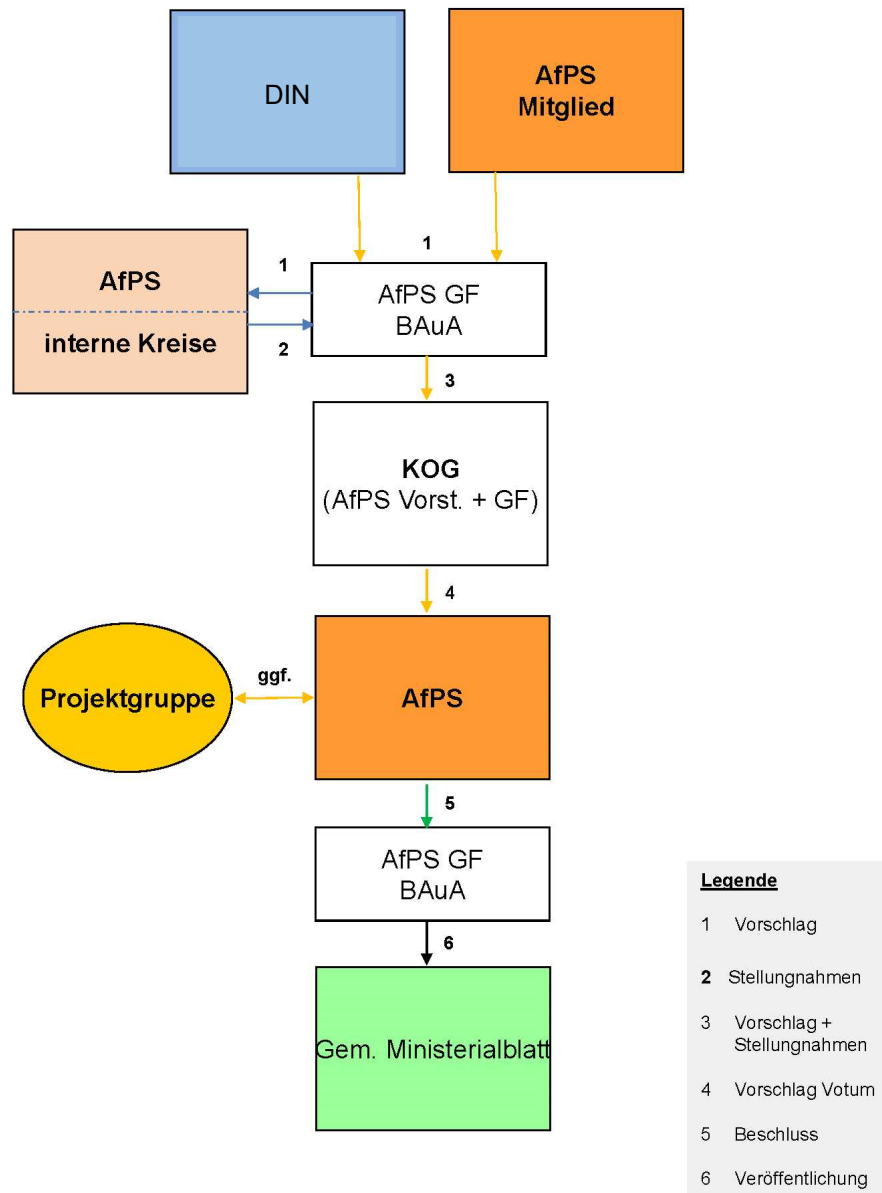 DIN
AfPS
Mitglied
1
AfPS
interne Kreise
1
2
AfPS GF
BAuA
3
KOG
(AfPS Vorst. + GF)
4
Projektgruppe
ggf.
AfPS
5
AfPS GF
BAuA
6
Gem. Ministerialblatt
Legende
1 Vorschlag
2 Stellungnahmen
3 Vorschlag +
Stellungnahmen
4 Vorschlag Votum
5 Beschluss
6 Veröffentlichung